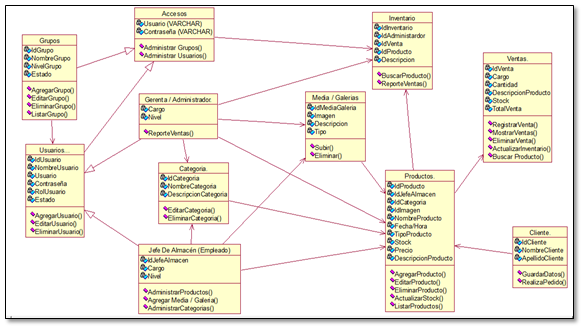 Accesos
Usuario (VARCHAR)
Contraseña (VARCHAR)
Administrar Grupos()
Administrar Usuarios()
Inventario
IdInventario
IdAdministardor
IdVenta
IdProducto
Descripcion
BuscarProducto()
ReporteVentas()
Grupos
IdGrupo
NombreGrupo
NivelGrupo
Estado
AgregarGrupo()
EditarGrupo()
EliminarGrupo()
ListarGrupo()
Ventas.
IdVenta
Cargo
Cantidad
DescripcionProducto
Stock
TotalVenta
RegistrarVenta()
MostrarVentas()
EliminarVenta()
ActualizarInventario()
Buscar Producto()
Gerenta / Administrador.
Cargo
Nivel
ReporteVentas()
Media / Galerias
IdMediaGaleria
Imagen
Descripcion
Tipo
Subir()
Eliminar()
Usuarios...
IdUsuario
NombreUsuario
Usuario
Contraseña
RolUsuario
Estado
AgregarUsuario()
EditarUsuario()
EliminarUsuario()
Categoria.
IdCategoria
NombreCategoria
DescripcionCategoria
EditarCategoria()
EliminarCategoria()
Productos.
IdProducto
IdJefeAlmacen
IdCategoria
IdImagen
NombreProducto
Fecha/Hora
TipoProducto
Stock
Precio
DescripcionProducto
AgregarProducto()
EditarProducto()
EliminarProducto()
ActualizarStock()
ListarProductos()
Cliente.
IdCliente
NombreCliente
ApellidoCliente
GuardarDatos()
RealizaPedido()
Jefe De Almacén (Empleado)
IdJefeAlmacen
Cargo
Nivel
AdministrarProductos()
Agregar Media / Galeria()
AdministrarCategorias()